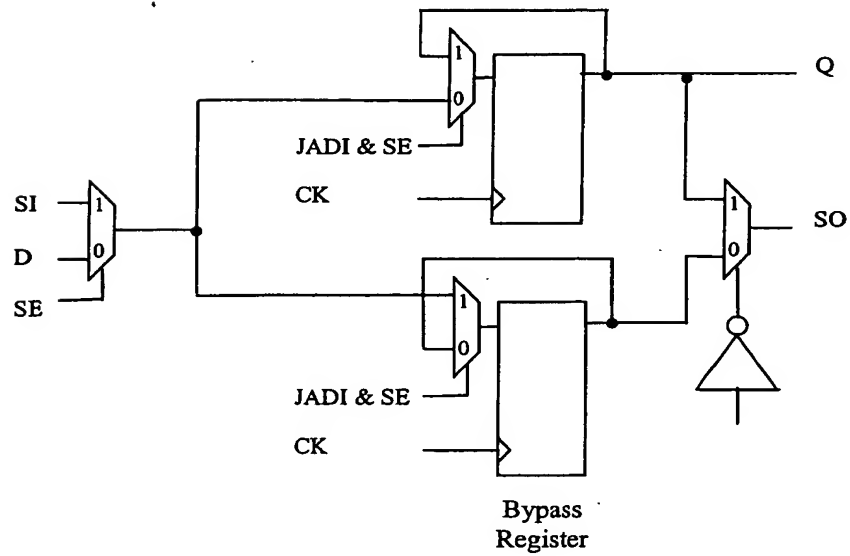 1
Q
0
JADI & SE
CK
SI
1
1
SO
D
0
0
SE
1
0
JADI & SE
CK
Bypass
Register